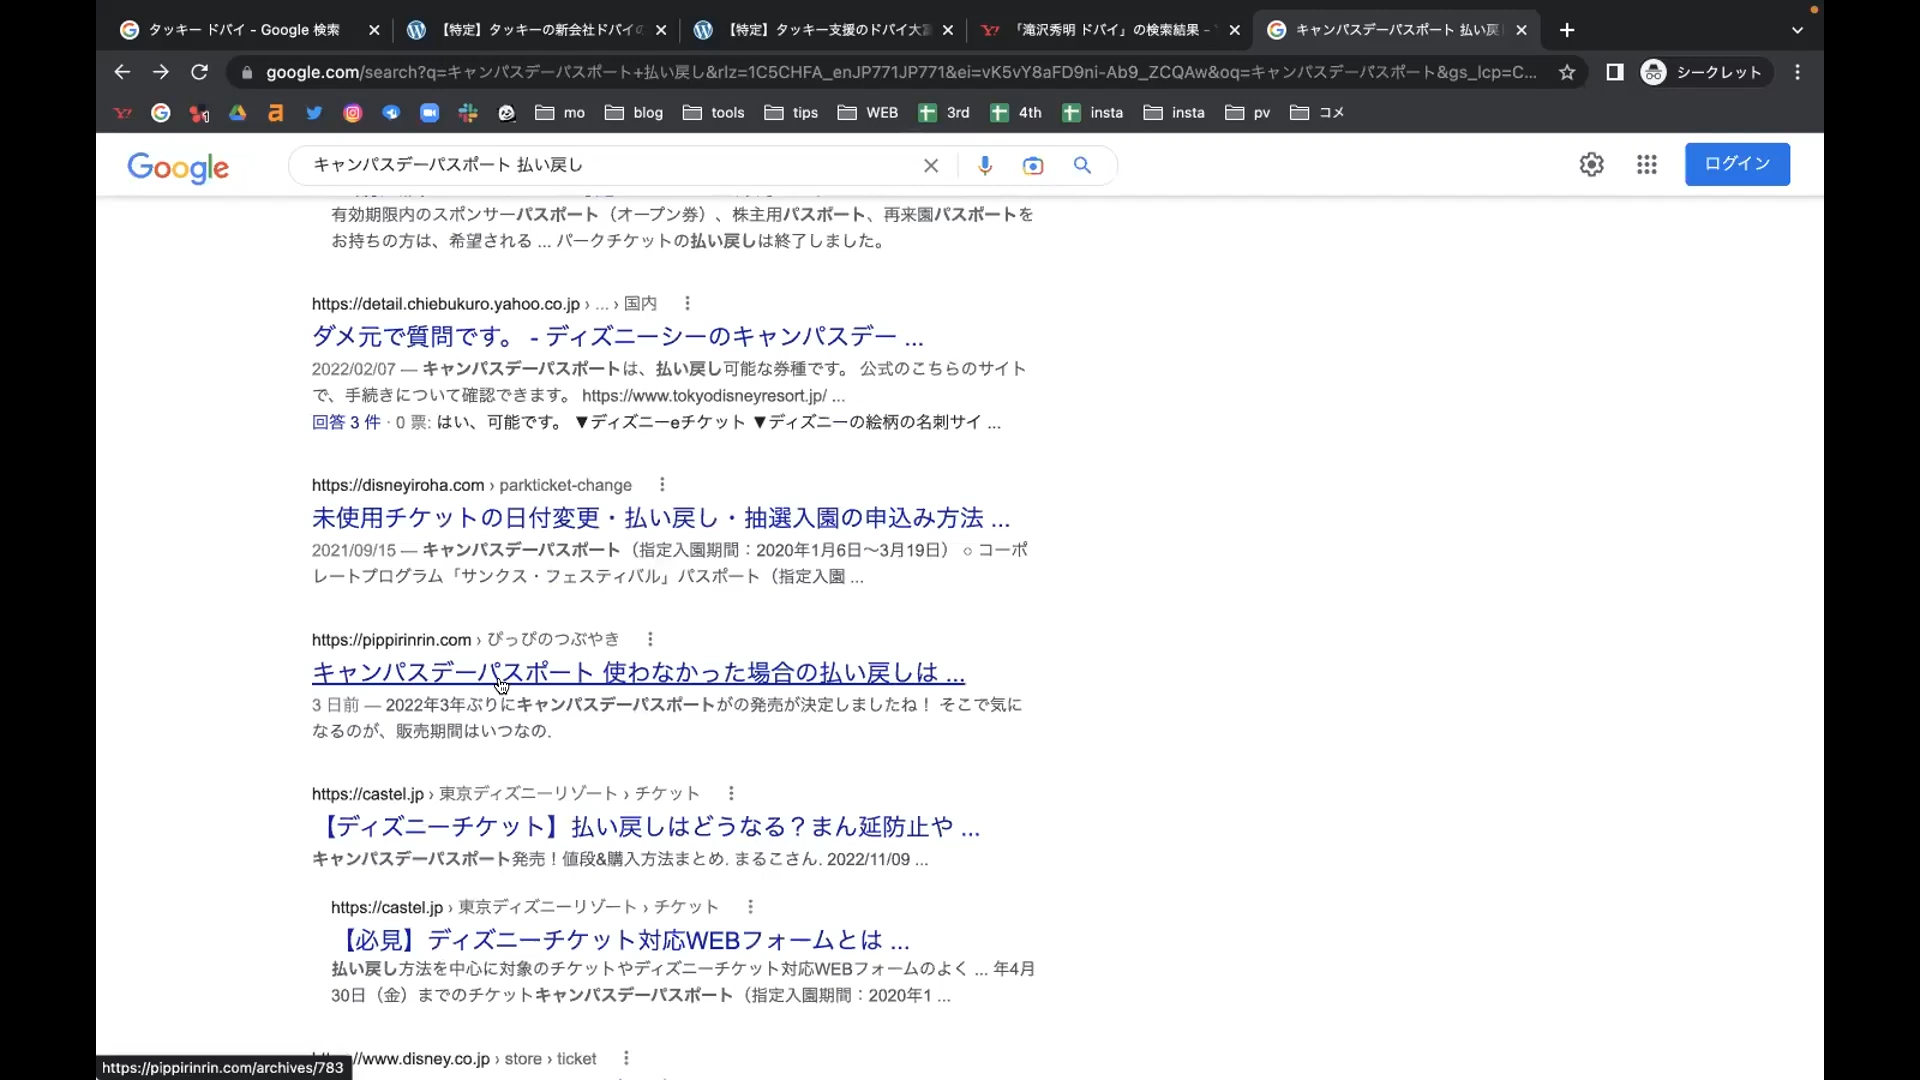 タッキー ドバイ - Google 検索
【特定】タッキーの新会社ドバイの
【特定】タッキー支援のドバイ大富
「滝沢秀明 ドバイ」の検索結果 -
キャンパスデーパスポート 払い戻
google.com/search?q=キャンパスデーパスポート+払い戻し&rlz=1C5CHFA_enJP771JP771&ei=vK5vY8aFD9ni-Ab9_ZCQAw&oq=キャンパスデーパスポート&gs_lcp=C...
シークレット
mo blog tools tips WEB 3rd 4th insta insta pv コメ
Google
キャンパスデーパスポート 払い戻し
ログイン
有効期限内のスポンサーパスポート（オープン券）、株主用パスポート、再来園パスポートを
お持ちの方は、希望される ... パークチケットの払い戻しは終了しました。
https://detail.chiebukuro.yahoo.co.jp › ... › 国内
ダメ元で質問です。 - ディズニーシーのキャンパスデー ...
2022/02/07 — キャンパスデーパスポートは、払い戻し可能な券種です。 公式のこちらのサイト
で、手続きについて確認できます。 https://www.tokyodisneyresort.jp/ ...
回答 3 件 · 0 票: はい、可能です。 ▼ディズニーeチケット ▼ディズニーの絵柄の名刺サイ ...
https://disneyiroha.com › parkticket-change
未使用チケットの日付変更・払い戻し・抽選入園の申込み方法 ...
2021/09/15 — キャンパスデーパスポート（指定入園期間：2020年1月6日〜3月19日） ○ コーポ
レートプログラム「サンクス・フェスティバル」パスポート（指定入園 ...
https://pippirinrin.com › ぴっぴのつぶやき
キャンパスデーパスポート 使わなかった場合の払い戻しは ...
3 日前 — 2022年3年ぶりにキャンパスデーパスポートがの発売が決定しましたね！ そこで気に
なるのが、販売期間はいつなの.
https://castel.jp › 東京ディズニーリゾート › チケット
【ディズニーチケット】払い戻しはどうなる？まん延防止や ...
キャンパスデーパスポート発売！値段&購入方法まとめ. まるこさん. 2022/11/09 ...
https://castel.jp › 東京ディズニーリゾート › チケット
【必見】ディズニーチケット対応WEBフォームとは ...
払い戻し方法を中心に対象のチケットやディズニーチケット対応WEBフォームのよく ... 年4月
30日（金）までのチケットキャンパスデーパスポート（指定入園期間：2020年1 ...
//www.disney.co.jp › store › ticket
https://pippirinrin.com/archives/783